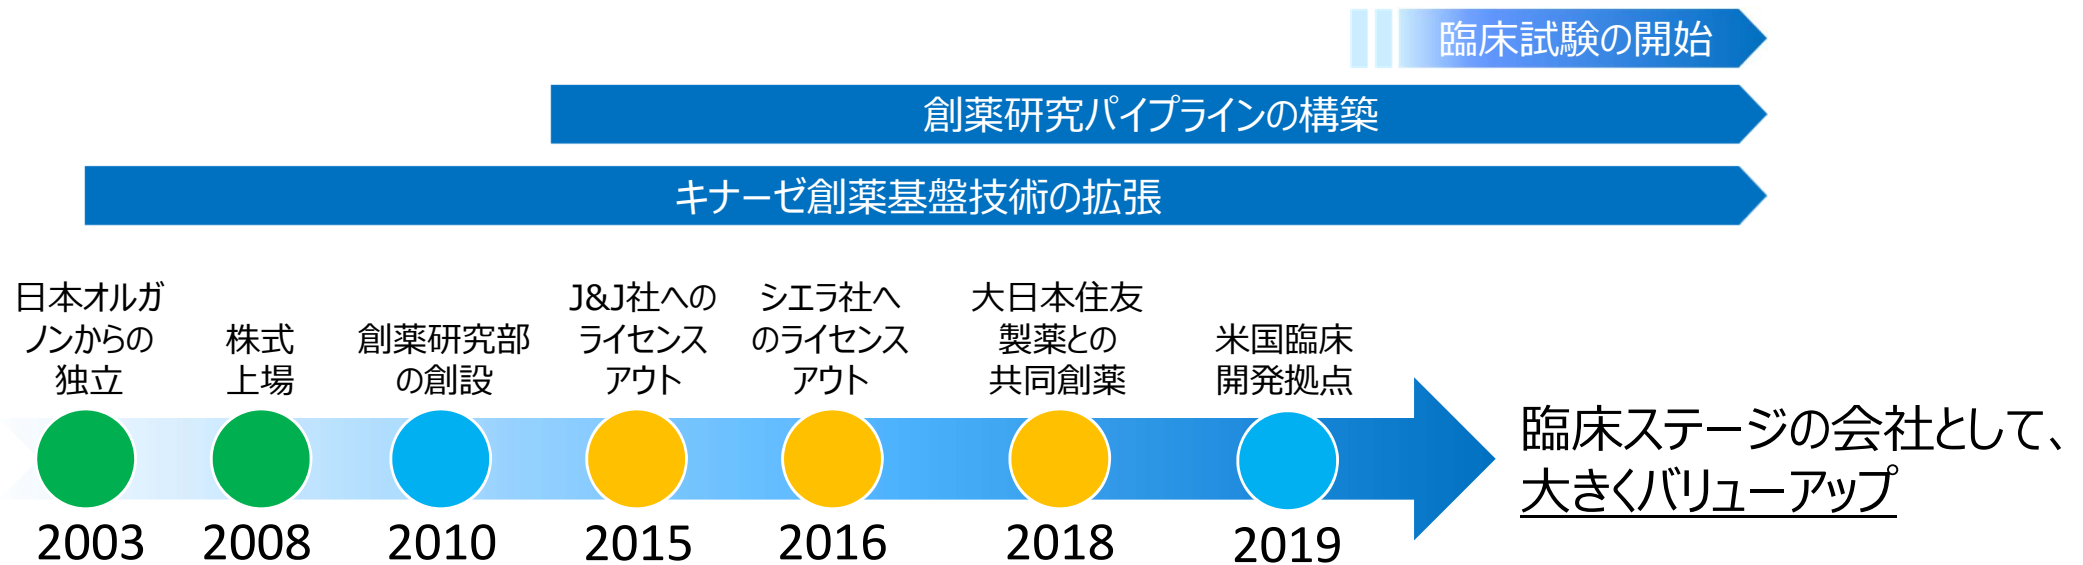 臨床試験の開始
創薬研究パイプラインの構築
キナーゼ創薬基盤技術の拡張
日本オルガ
ノンからの
独立
株式
上場
創薬研究部
の創設
J&J社への
ライセンス
アウト
シエラ社へ
のライセンス
アウト
大日本住友
製薬との
共同創薬
米国臨床
開発拠点
2003
2008
2010
2015
2016
2018
2019
臨床ステージの会社として、
大きくバリューアップ